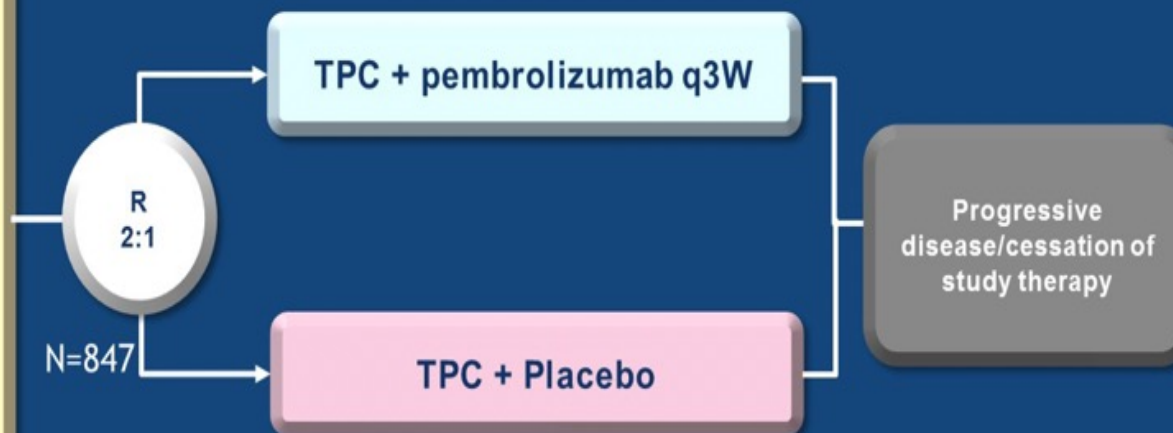 TPC + pembrolizumab q3W
R
2:1
Progressive
disease/cessation of
study therapy
N=847
TPC + Placebo